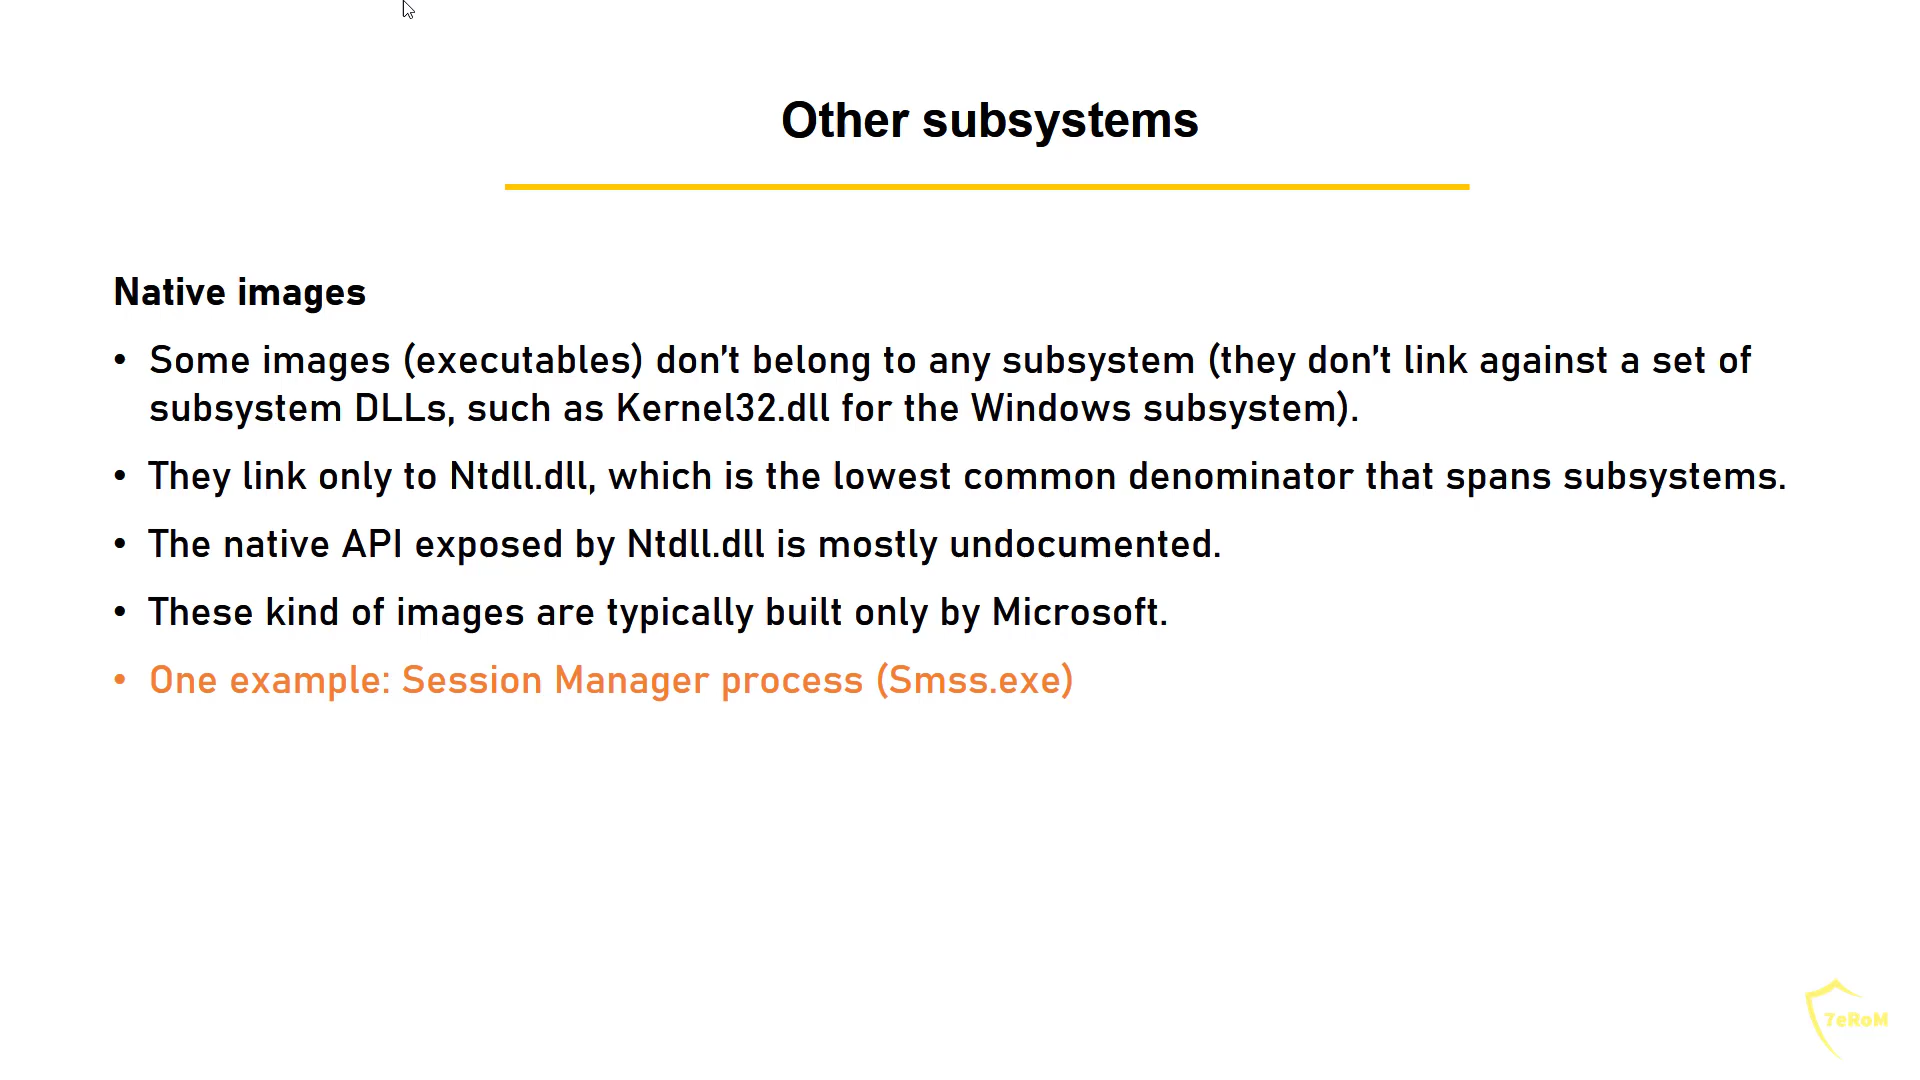 Other subsystems
Native images
• Some images (executables) don't belong to any subsystem (they don't link against a set of
subsystem DLLs, such as Kernel32.dll for the Windows subsystem).
• They link only to Ntdll.dll, which is the lowest common denominator that spans subsystems.
• The native API exposed by Ntdll.dll is mostly undocumented.
• These kind of images are typically built only by Microsoft.
• One example: Session Manager process (Smss.exe)
7eRoM